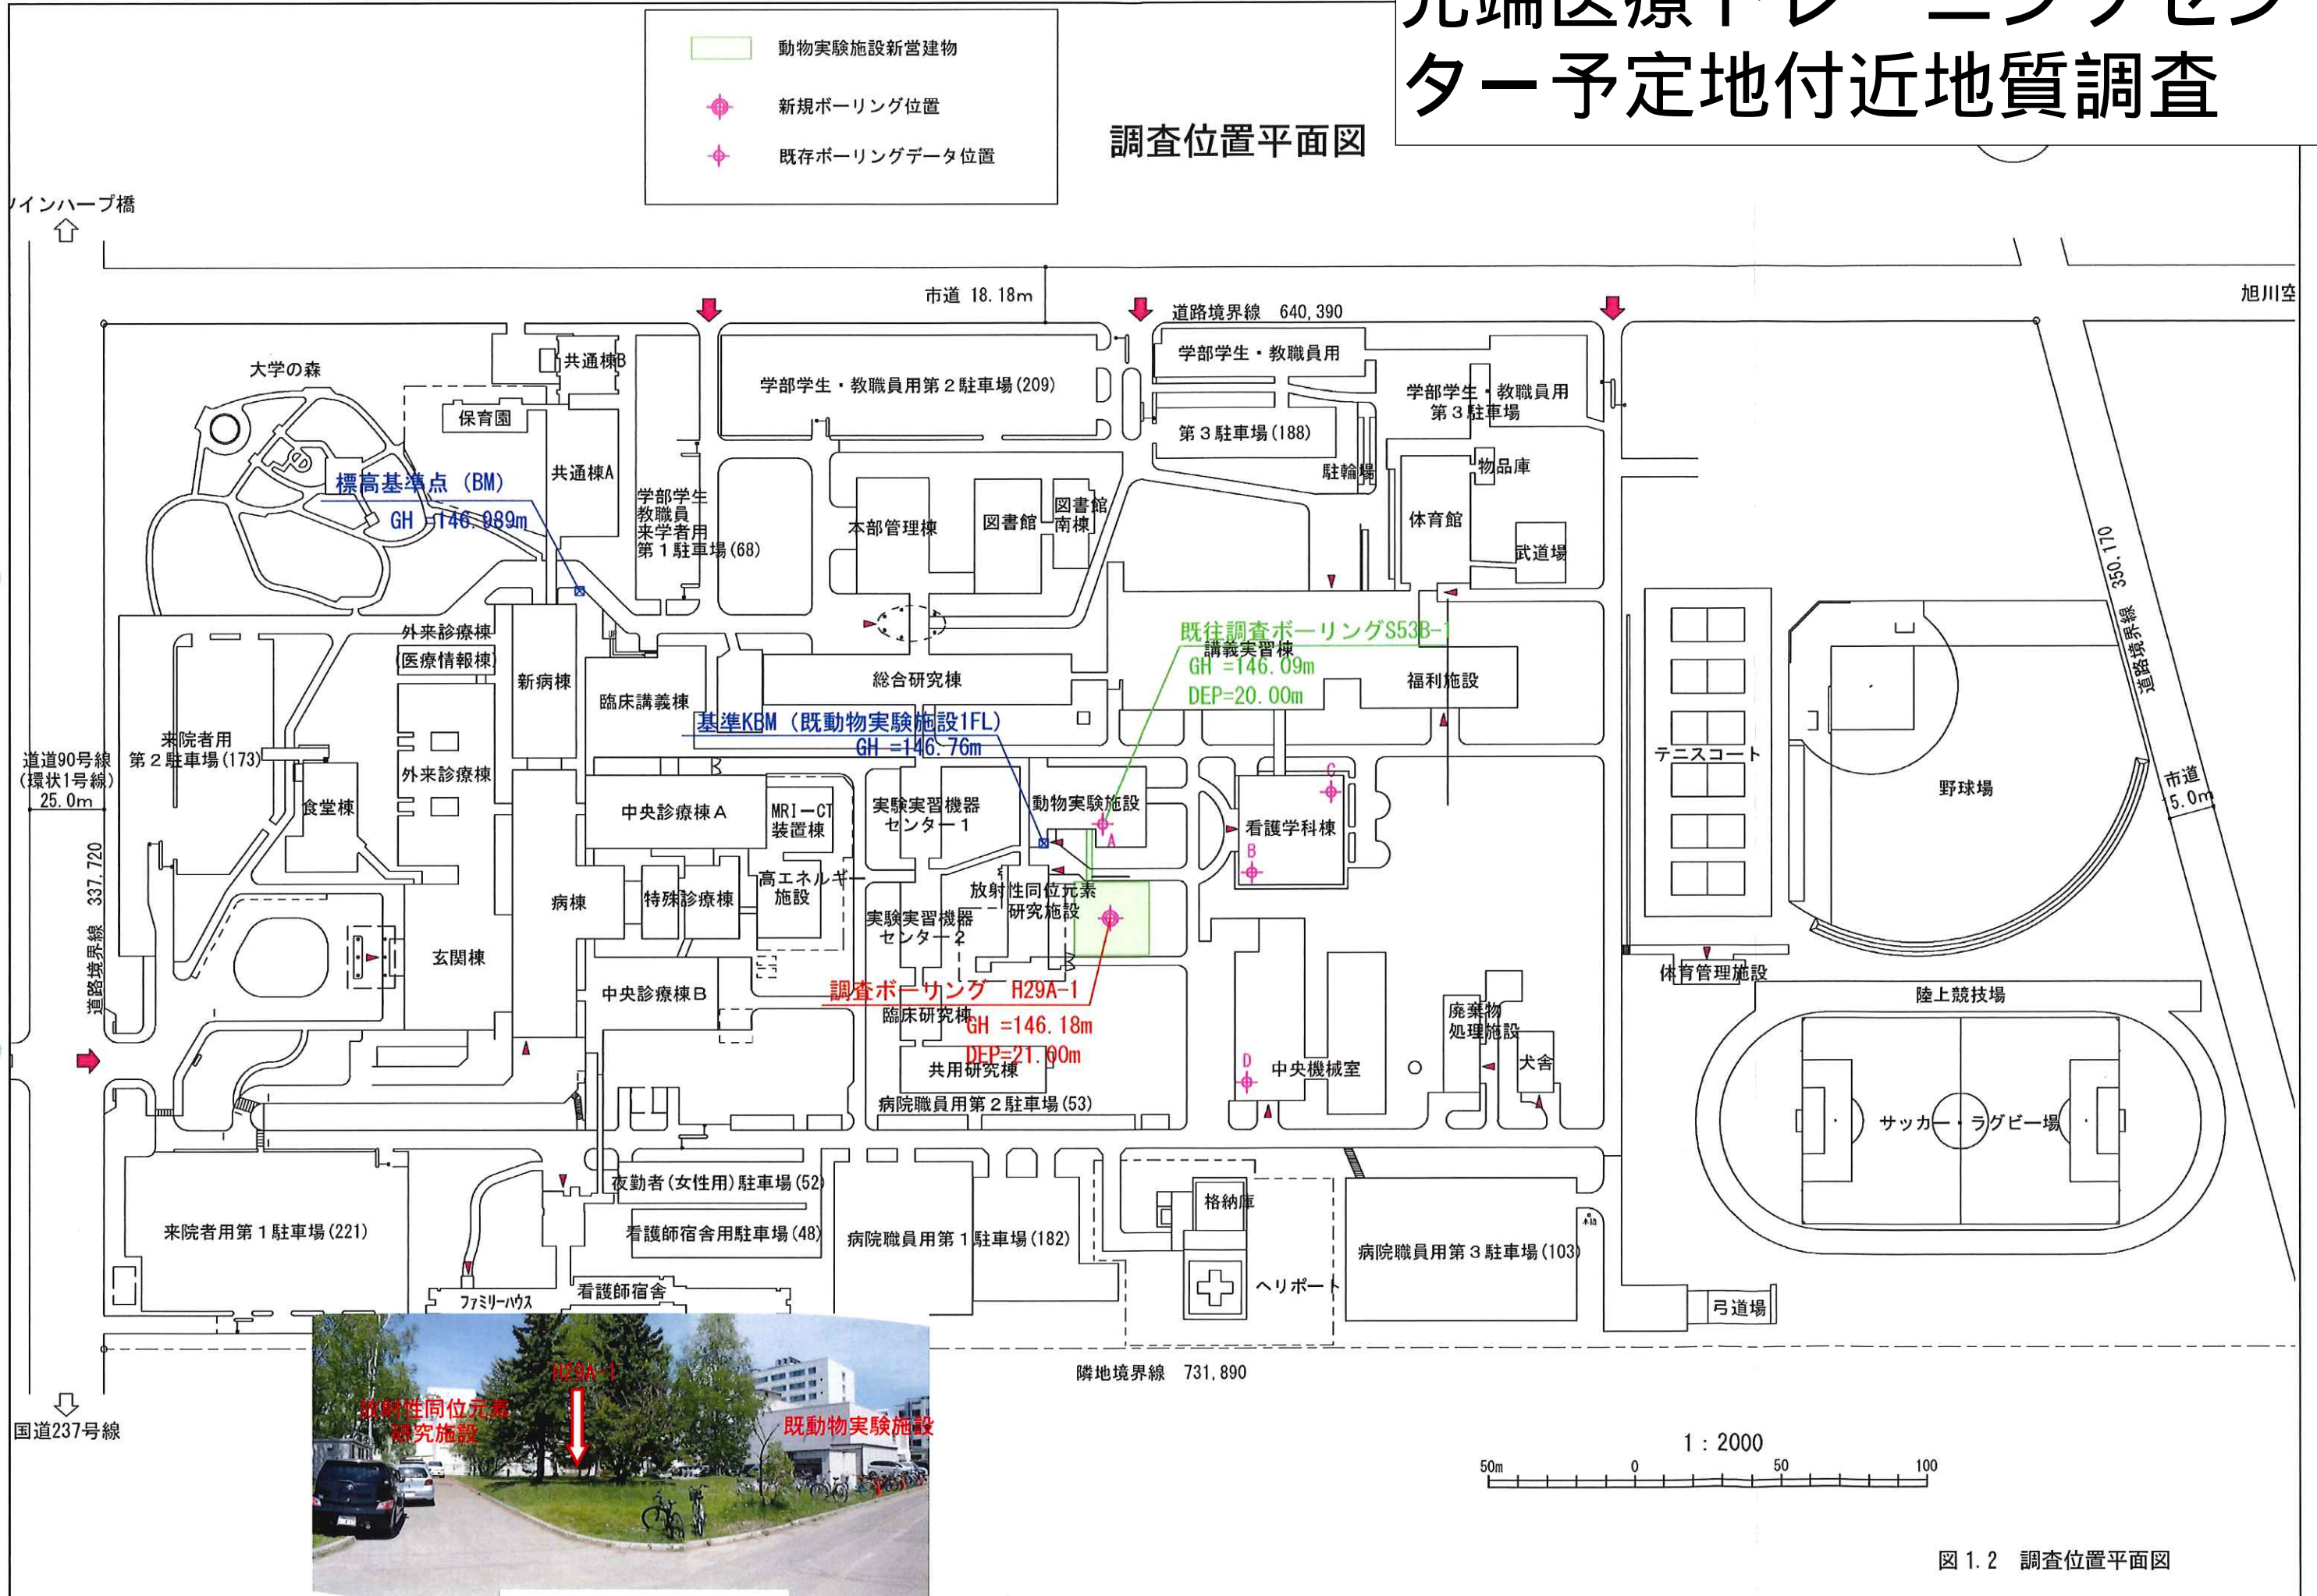 先端医療トレーニングセン
ター予定地付近地質調査
動物実験施設新営建物
新規ボーリング位置
既存ボーリングデータ位置
調査位置平面図
インハープ橋
市道 18.18m
道路境界線 640,390
旭川空
大学の森
共通棟B
保育園
共通棟A
学部学生・教職員用第２駐車場(209)
学部学生・教職員用
第３駐車場(188)
駐輪場
学部学生・教職員用
第３駐車場
物品庫
体育館
武道場
標高基準点（BM）
GH =146.989m
学部学生
教職員
来学者用
第１駐車場(68)
本部管理棟
図書館
図書館
南棟
道路境界線 350,170
外来診療棟
(医療情報棟)
新病棟
臨床講義棟
総合研究棟
既往調査ボーリングS53B-1
講義実習棟
GH =146.09m
DEP=20.00m
福利施設
基準KBM（既動物実験施設1FL）
GH =146.76m
道道90号線
(環状1号線)
25.0m
来院者用
第２駐車場(173)
食堂棟
外来診療棟
中央診療棟Ａ
MRI－CT
装置棟
実験実習機器
センター１
動物実験施設
A
看護学科棟
B
C
テニスコート
野球場
市道
15.0m
道路境界線 337.720
病棟
特殊診療棟
高エネルギー
施設
実験実習機器
センター２
放射性同位元素
研究施設
玄関棟
中央診療棟Ｂ
調査ボーリング H29A-1
GH =146.18m
DEP=21.00m
臨床研究棟
共用研究棟
病院職員用第２駐車場(53)
D
中央機械室
廃棄物
処理施設
犬舎
体育管理施設
陸上競技場
サッカー・ラグビー場
来院者用第１駐車場(221)
夜勤者(女性用)駐車場(52)
看護師宿舎用駐車場(48)
病院職員用第１駐車場(182)
格納庫
ヘリポート
病院職員用第３駐車場(103)
弓道場
ファミリーハウス
看護師宿舎
隣地境界線 731,890
国道237号線
H29A-1
放射性同位元素
研究施設
既動物実験施設
1：2000
50m 0 50 100
図 1.2 調査位置平面図